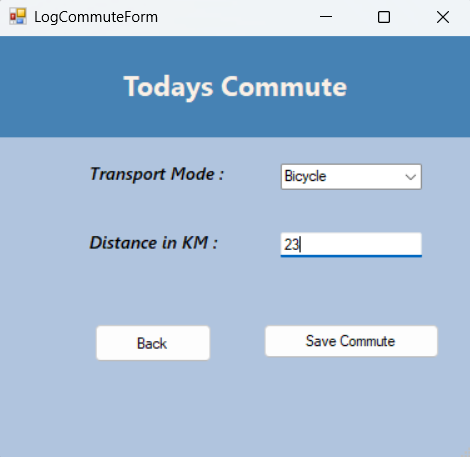 LogCommuteForm
Todays Commute
Transport Mode : Bicycle
Distance in KM : 23
Back Save Commute